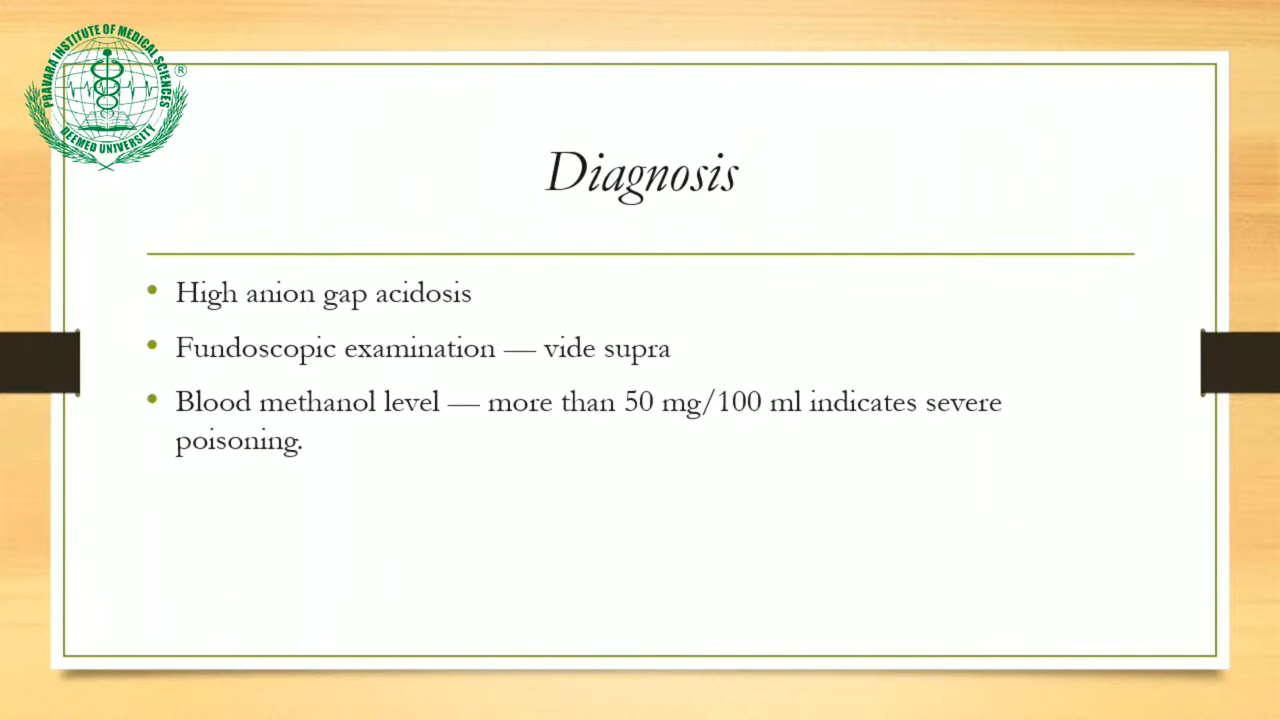 PRAVARA INSTITUTE OF MEDICAL SCIENCES
®
DEEMED UNIVERSITY
Diagnosis
• High anion gap acidosis
• Fundoscopic examination — vide supra
• Blood methanol level — more than 50 mg/100 ml indicates severe
poisoning.